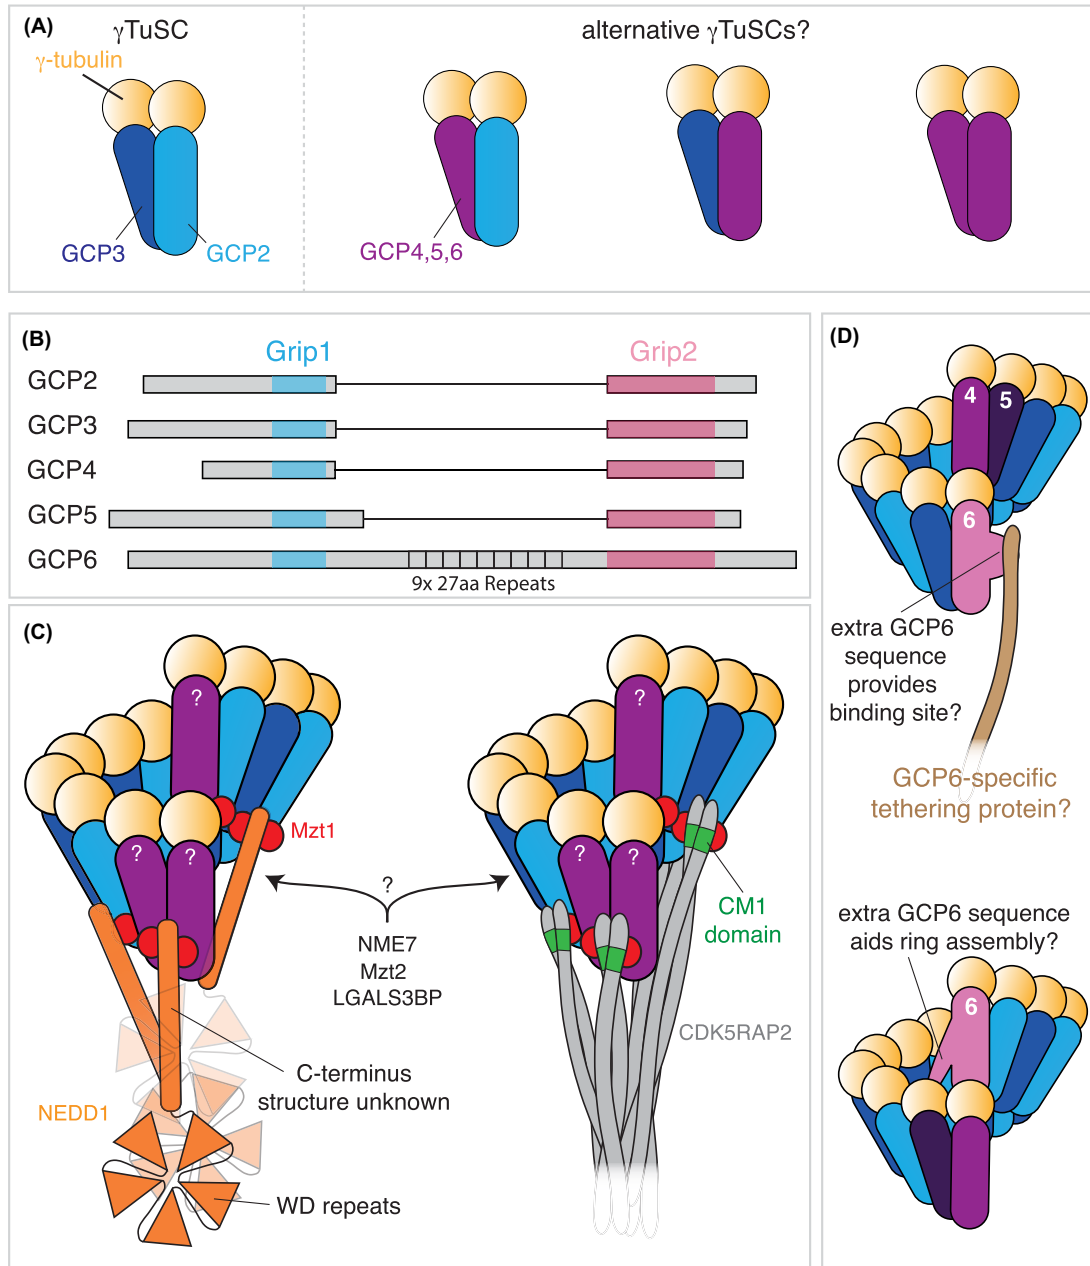 (A)
γTuSC
alternative γTuSCs?
γ-tubulin
GCP3
GCP2
GCP4,5,6
(B)
Grip1
Grip2
GCP2
GCP3
GCP4
GCP5
GCP6
9x 27aa Repeats
(C)
?
?
?
Mzt1
?
NME7
Mzt2
LGALS3BP
C-terminus
structure unknown
NEDD1
WD repeats
?
?
?
CM1
domain
CDK5RAP2
(D)
4
5
6
extra GCP6
sequence
provides
binding site?
GCP6-specific
tethering protein?
extra GCP6 sequence
aids ring assembly?
6